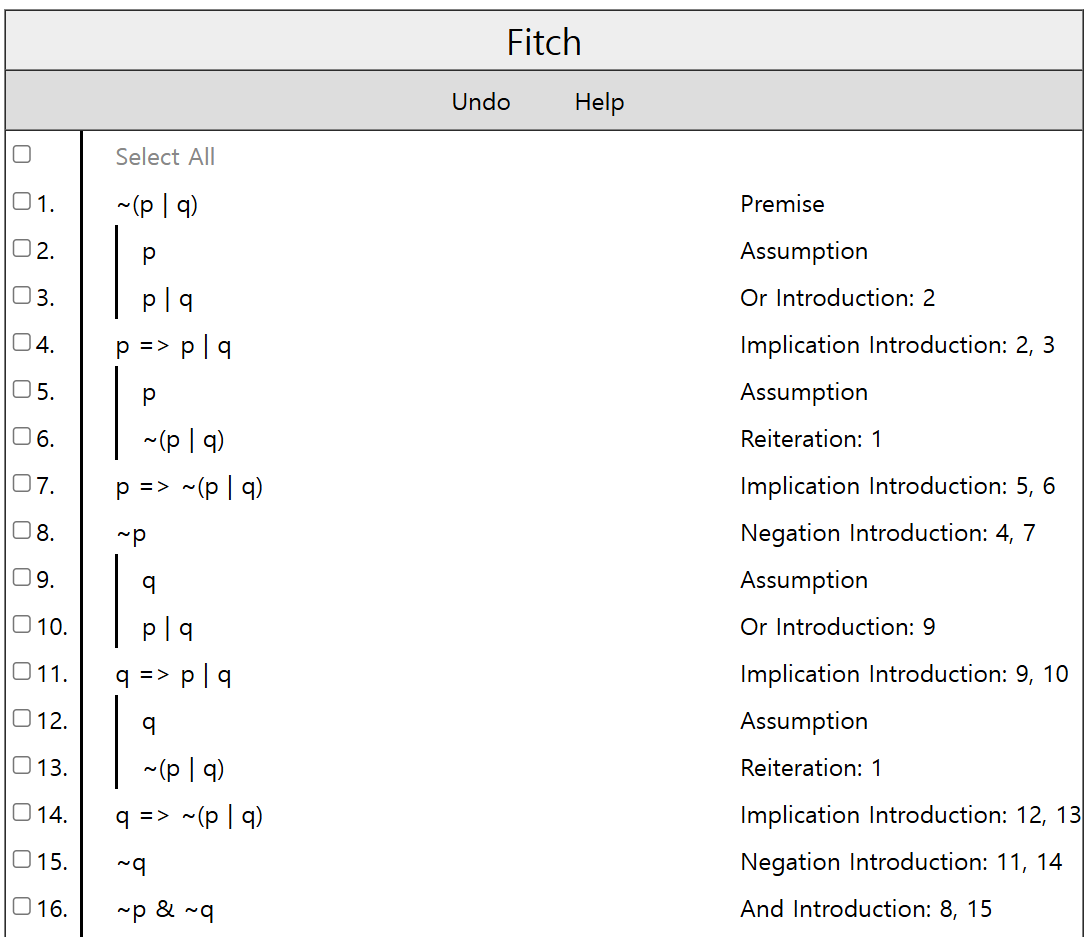 Fitch
Undo Help
Select All
1. ~(p | q) Premise
2. p Assumption
3. p | q Or Introduction: 2
4. p => p | q Implication Introduction: 2, 3
5. p Assumption
6. ~(p | q) Reiteration: 1
7. p => ~(p | q) Implication Introduction: 5, 6
8. ~p Negation Introduction: 4, 7
9. q Assumption
10. p | q Or Introduction: 9
11. q => p | q Implication Introduction: 9, 10
12. q Assumption
13. ~(p | q) Reiteration: 1
14. q => ~(p | q) Implication Introduction: 12, 13
15. ~q Negation Introduction: 11, 14
16. ~p & ~q And Introduction: 8, 15